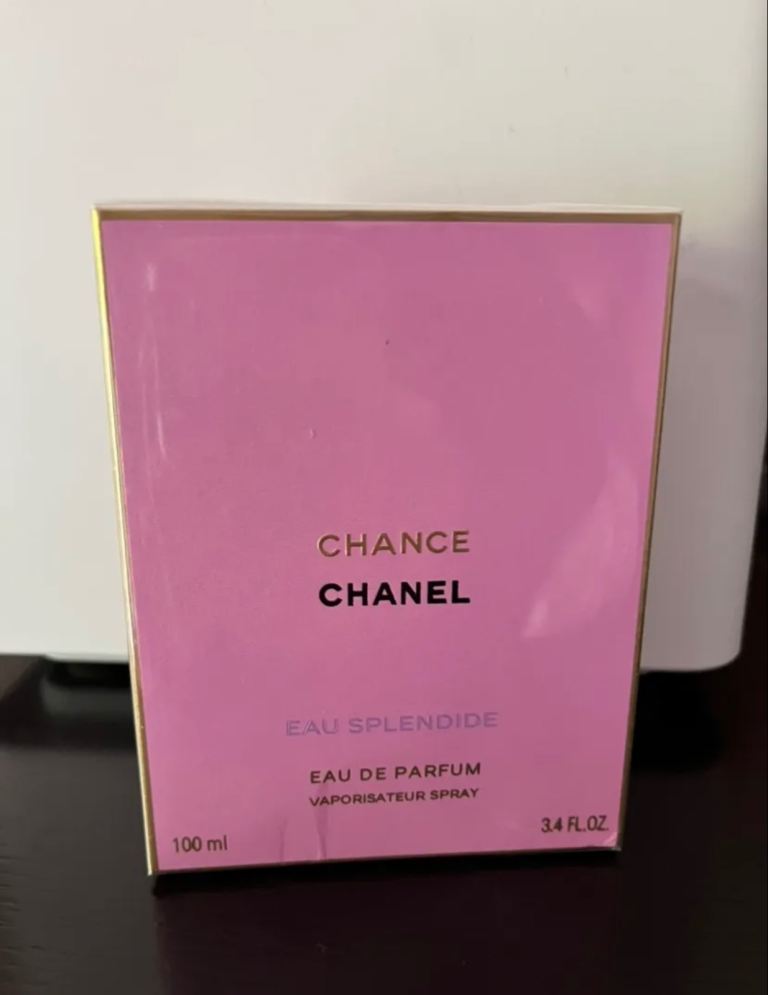 CHANCE
CHANEL
EAU SPLENDIDE
EAU DE PARFUM
VAPORISATEUR SPRAY
100 ml
3.4 FL.OZ.